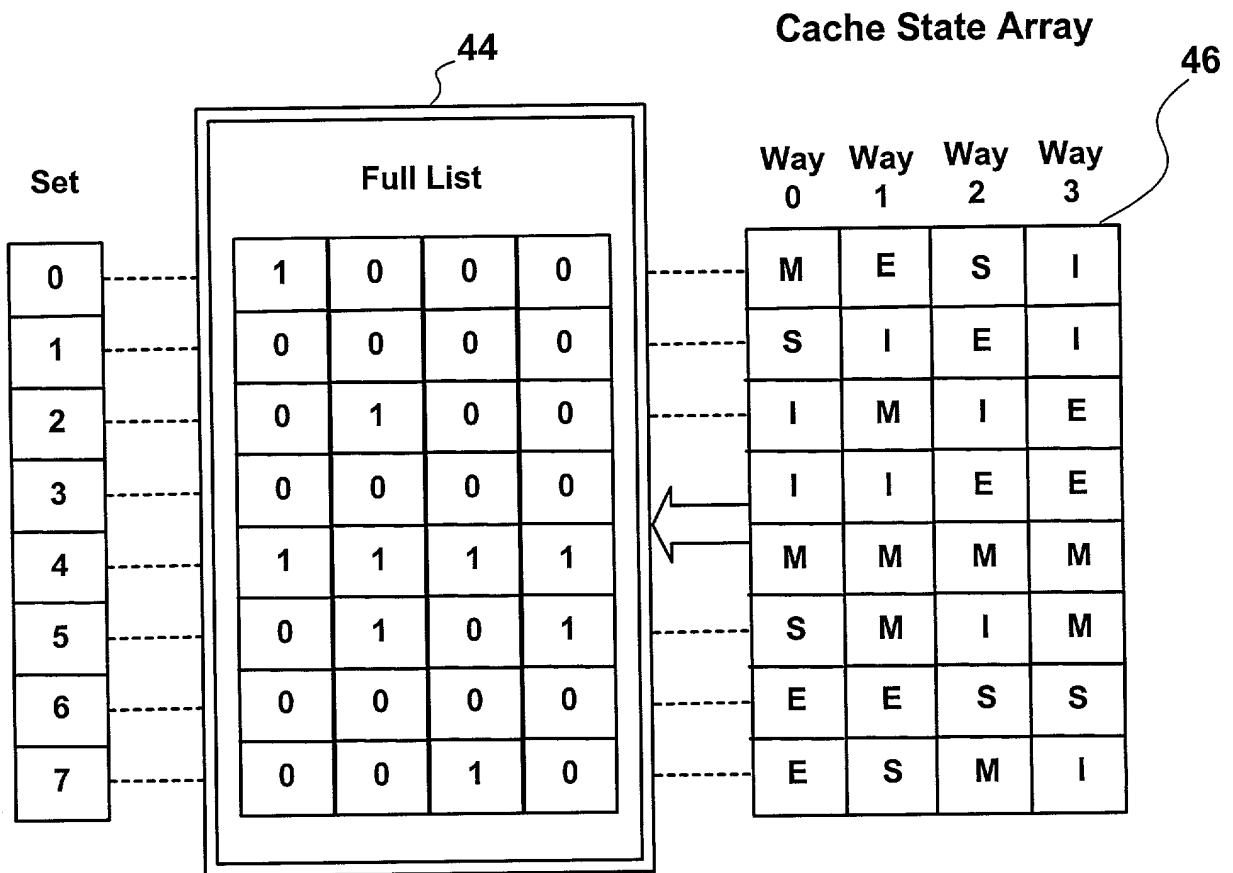 Cache State Array
44
46
Set
Full List
Way 0
Way 1
Way 2
Way 3
0 1 0 0 0 M E S I
1 0 0 0 0 S I E I
2 0 1 0 0 I M I E
3 0 0 0 0 I I E E
4 1 1 1 1 M M M M
5 0 1 0 1 S M I M
6 0 0 0 0 E E S S
7 0 0 1 0 E S M I